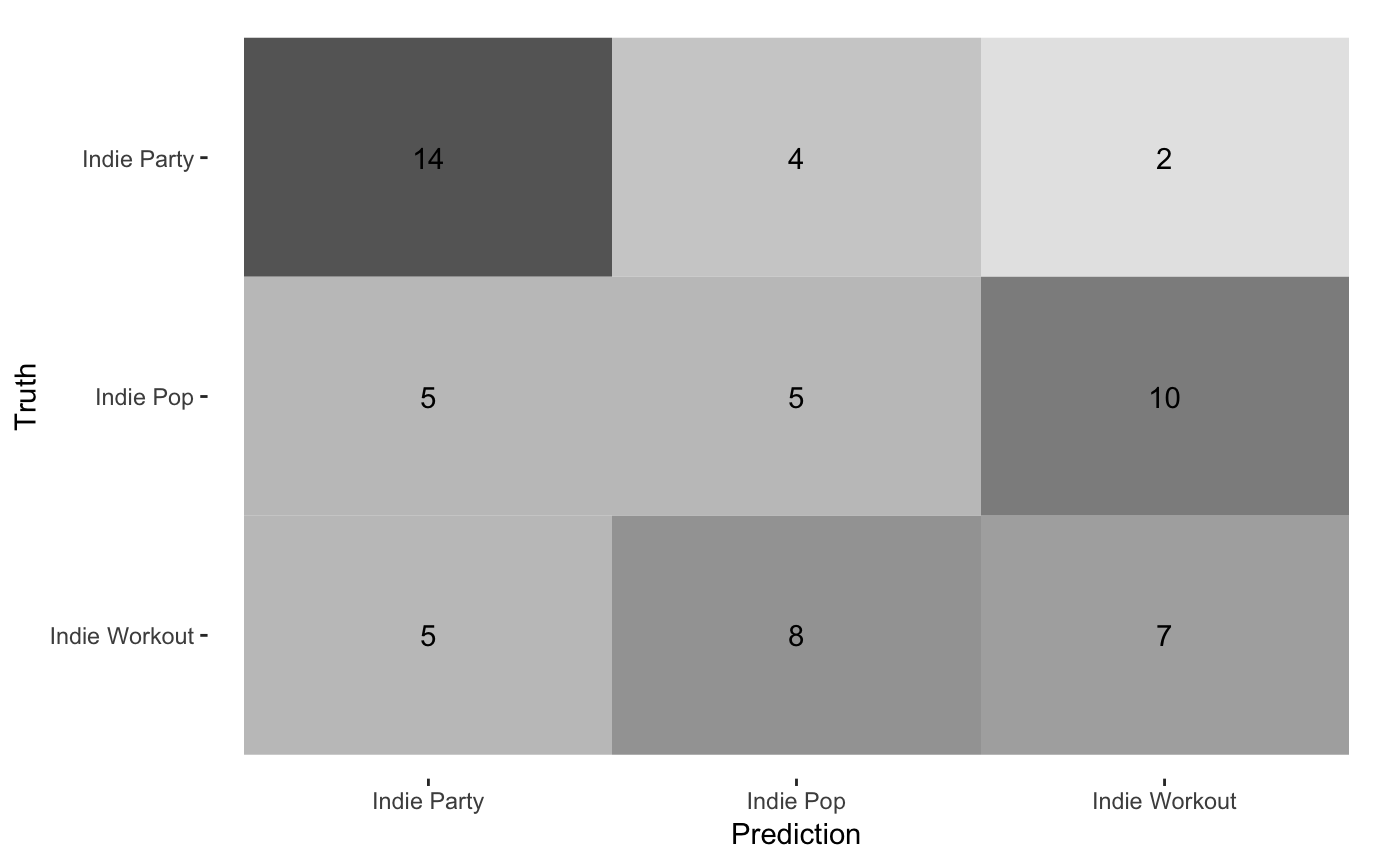 Indie Party
14
4
2
Indie Pop
5
5
10
Indie Workout
5
8
7
Truth
Indie Party
Indie Pop
Indie Workout
Prediction